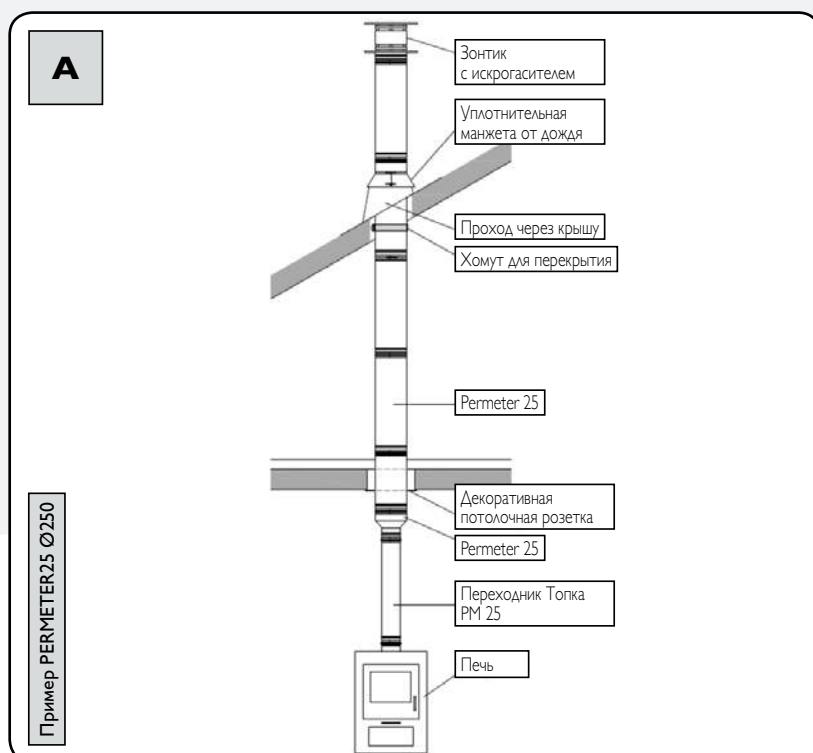 A
Зонтик
с искрогасителем
Уплотнительная
манжета от дождя
Проход через крышу
Хомут для перекрытия
Permeter 25
Декоративная
потолочная розетка
Permeter 25
Переходник Топка
PM 25
Печь
Пример PERMETER25 Ø250